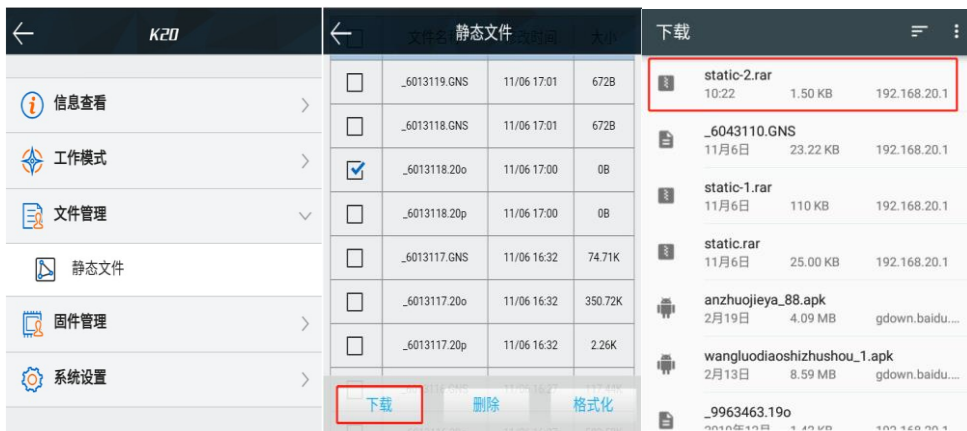 K20
信息查看
工作模式
文件管理
静态文件
固件管理
系统设置
静态文件
_6013119.GNS 11/06 17:01 672B
_6013118.GNS 11/06 17:01 672B
_6013118.20o 11/06 17:00 0B
_6013118.20p 11/06 17:00 0B
_6013117.GNS 11/06 16:32 74.71K
_6013117.20o 11/06 16:32 350.72K
_6013117.20p 11/06 16:32 2.26K
下载 删除 格式化
下载
static-2.rar
10:22 1.50 KB 192.168.20.1
_6043110.GNS
11月6日 23.22 KB 192.168.20.1
static-1.rar
11月6日 110 KB 192.168.20.1
static.rar
11月6日 25.00 KB 192.168.20.1
anzhuojieya_88.apk
2月19日 4.09 MB gdown.baidu....
wangluodiaoshizhushou_1.apk
2月13日 8.59 MB gdown.baidu....
_9963463.19o